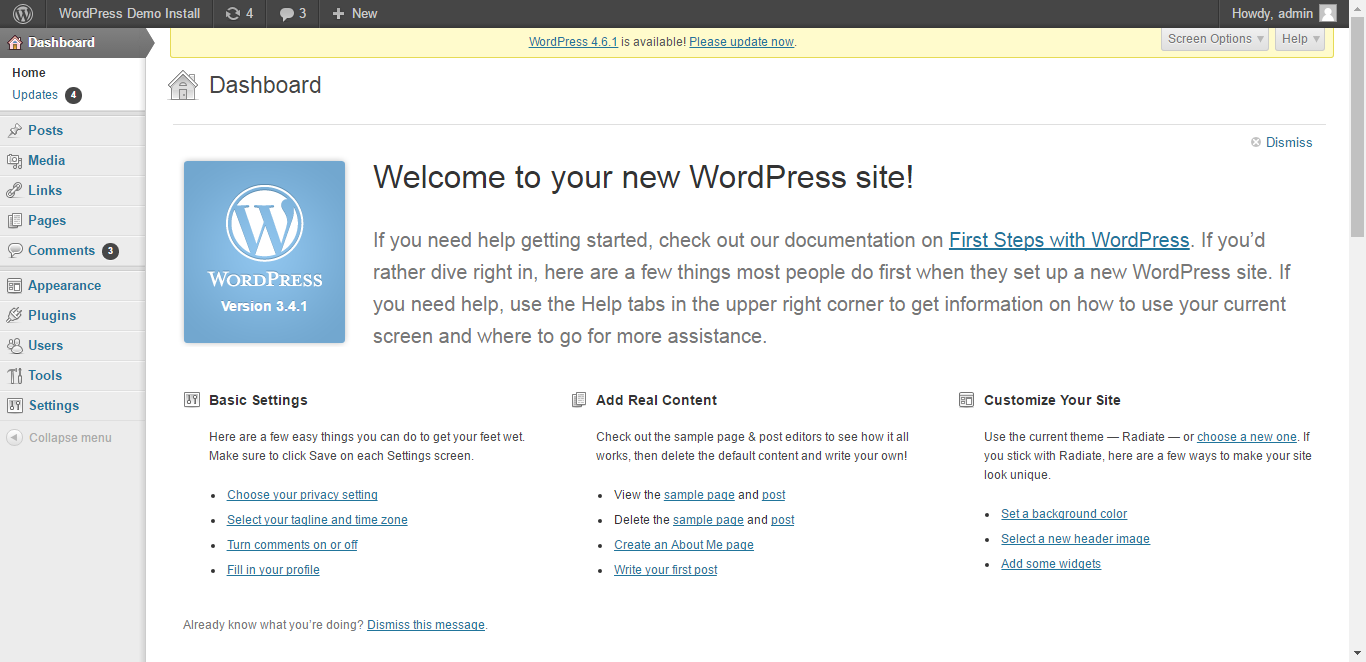 WordPress Demo Install 4 3 + New Howdy, admin
Dashboard
WordPress 4.6.1 is available! Please update now.
Screen Options Help
Home
Updates 4
Posts
Media
Links
Pages
Comments 3
Appearance
Plugins
Users
Tools
Settings
Collapse menu
Dashboard
Dismiss
WORDPRESS
Version 3.4.1
Welcome to your new WordPress site!
If you need help getting started, check out our documentation on First Steps with WordPress. If you’d
rather dive right in, here are a few things most people do first when they set up a new WordPress site. If
you need help, use the Help tabs in the upper right corner to get information on how to use your current
screen and where to go for more assistance.
Basic Settings
Here are a few easy things you can do to get your feet wet.
Make sure to click Save on each Settings screen.
• Choose your privacy setting
• Select your tagline and time zone
• Turn comments on or off
• Fill in your profile
Add Real Content
Check out the sample page & post editors to see how it all
works, then delete the default content and write your own!
• View the sample page and post
• Delete the sample page and post
• Create an About Me page
• Write your first post
Customize Your Site
Use the current theme — Radiate — or choose a new one. If
you stick with Radiate, here are a few ways to make your site
look unique.
• Set a background color
• Select a new header image
• Add some widgets
Already know what you’re doing? Dismiss this message.